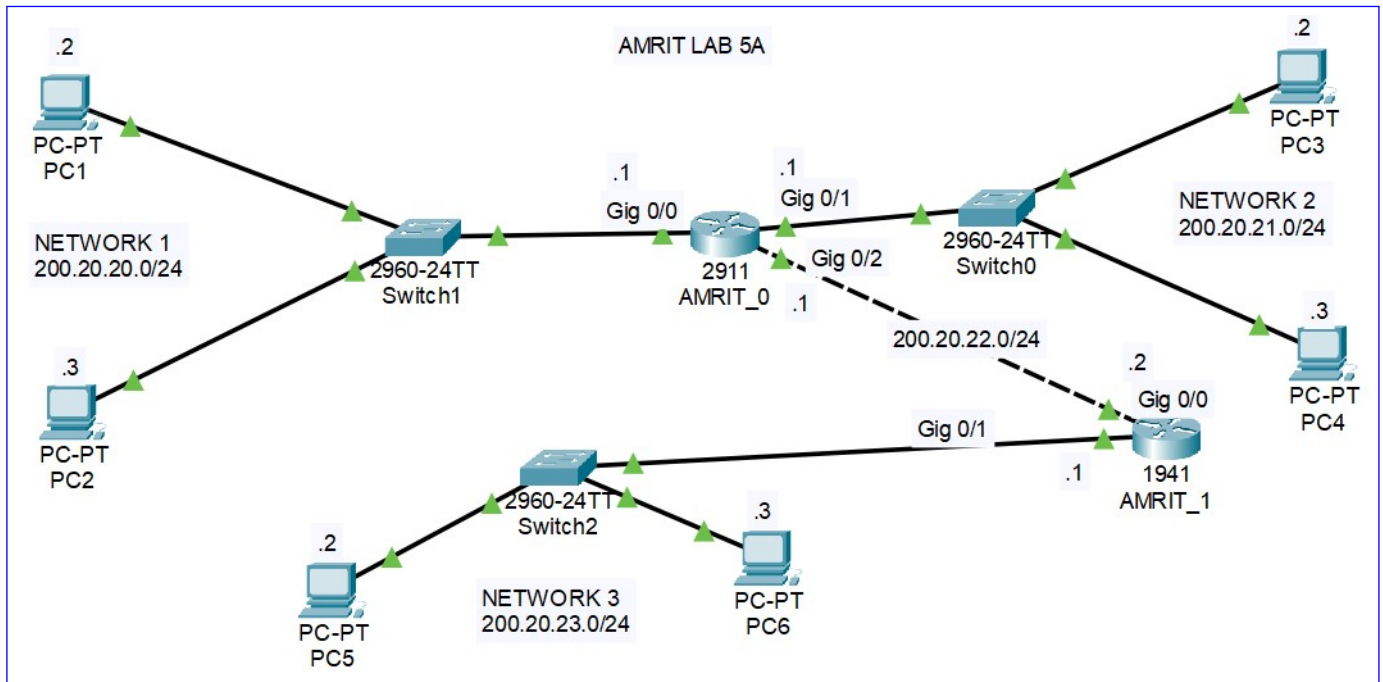 AMRIT LAB 5A
.2
PC-PT
PC1
.2
PC-PT
PC3
.1
Gig 0/0
.1
Gig 0/1
NETWORK 1
200.20.20.0/24
2960-24TT
Switch1
2911
AMRIT_0
Gig 0/2
.1
2960-24TT
Switch0
NETWORK 2
200.20.21.0/24
200.20.22.0/24
.3
PC-PT
PC2
.3
PC-PT
PC4
.2
Gig 0/0
Gig 0/1
.1
1941
AMRIT_1
2960-24TT
Switch2
.2
PC-PT
PC5
.3
PC-PT
PC6
NETWORK 3
200.20.23.0/24